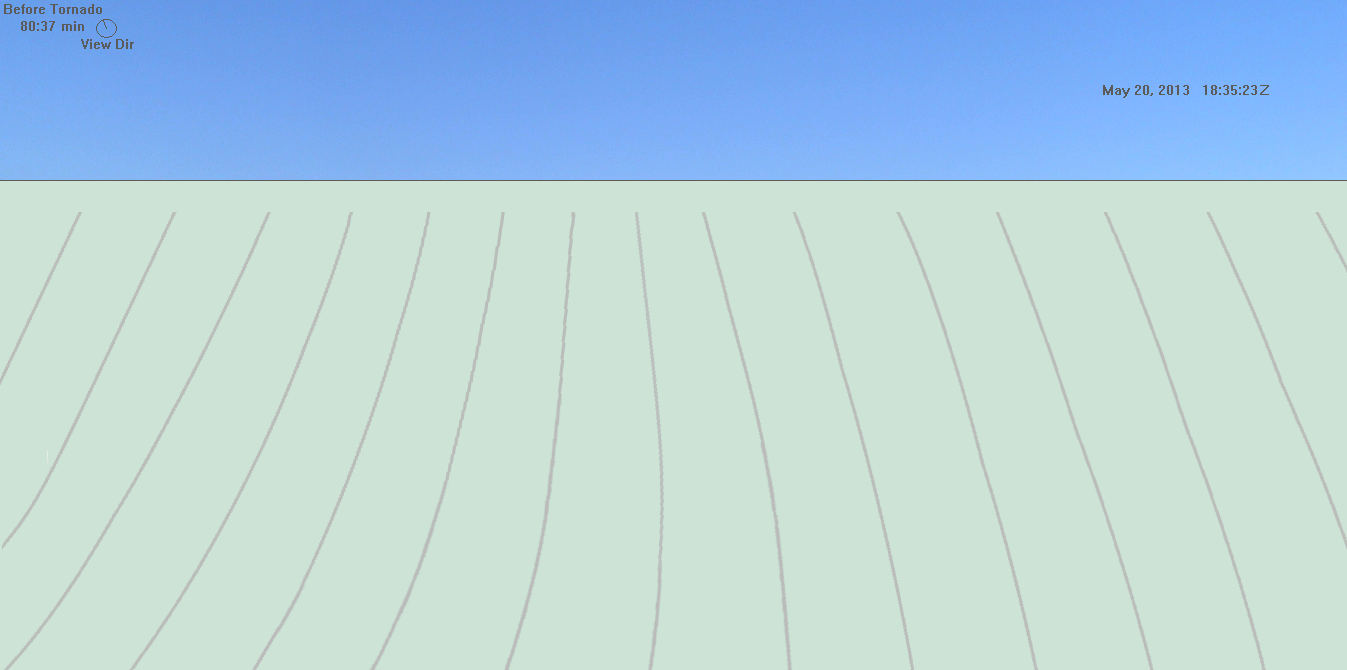 Before Tornado
80:37 min
View Dir
May 20, 2013 18:35:23Z